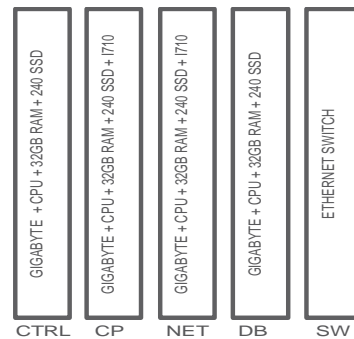 GIGABYTE + CPU + 32GB RAM + 240 SSD
GIGABYTE + CPU + 32GB RAM + 240 SSD + I710
GIGABYTE + CPU + 32GB RAM + 240 SSD + I710
GIGABYTE + CPU + 32GB RAM + 240 SSD
ETHERNET SWITCH
CTRL CP NET DB SW